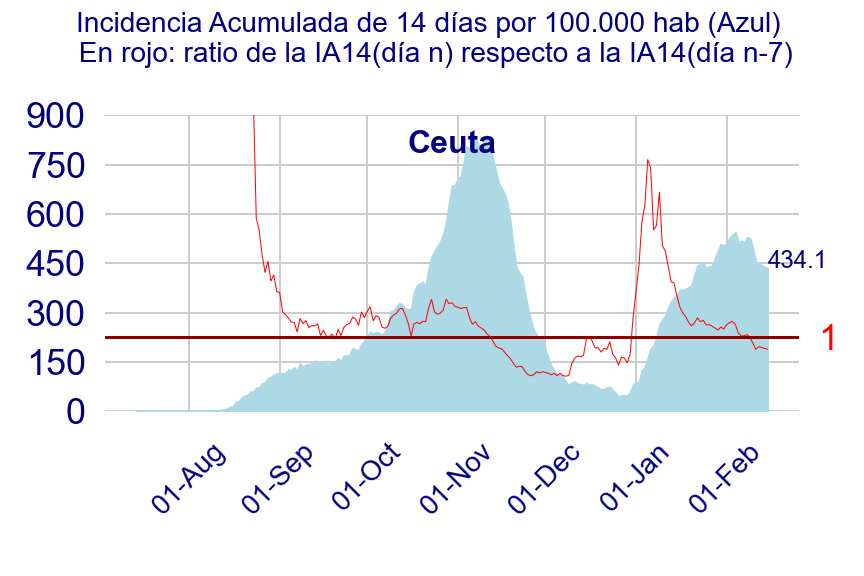 Incidencia Acumulada de 14 días por 100.000 hab (Azul)
En rojo: ratio de la IA14(día n) respecto a la IA14(día n-7)
Ceuta
900
750
600
450
300
150
0
434.1
1
01-Aug
01-Sep
01-Oct
01-Nov
01-Dec
01-Jan
01-Feb